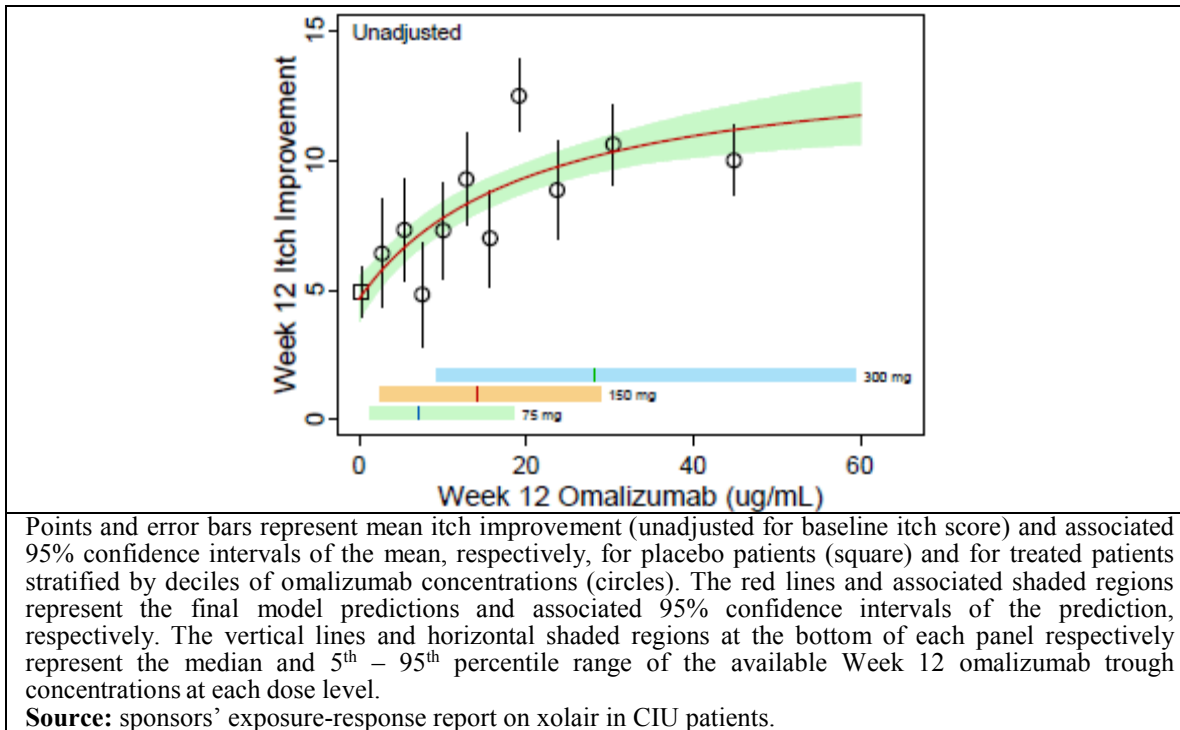 Unadjusted
15
10
5
0
Week 12 Itch Improvement
300 mg
150 mg
75 mg
0 20 40 60
Week 12 Omalizumab (ug/mL)
Points and error bars represent mean itch improvement (unadjusted for baseline itch score) and associated
95% confidence intervals of the mean, respectively, for placebo patients (square) and for treated patients
stratified by deciles of omalizumab concentrations (circles). The red lines and associated shaded regions
represent the final model predictions and associated 95% confidence intervals of the prediction,
respectively. The vertical lines and horizontal shaded regions at the bottom of each panel respectively
represent the median and 5th – 95th percentile range of the available Week 12 omalizumab trough
concentrations at each dose level.
Source: sponsors’ exposure-response report on xolair in CIU patients.